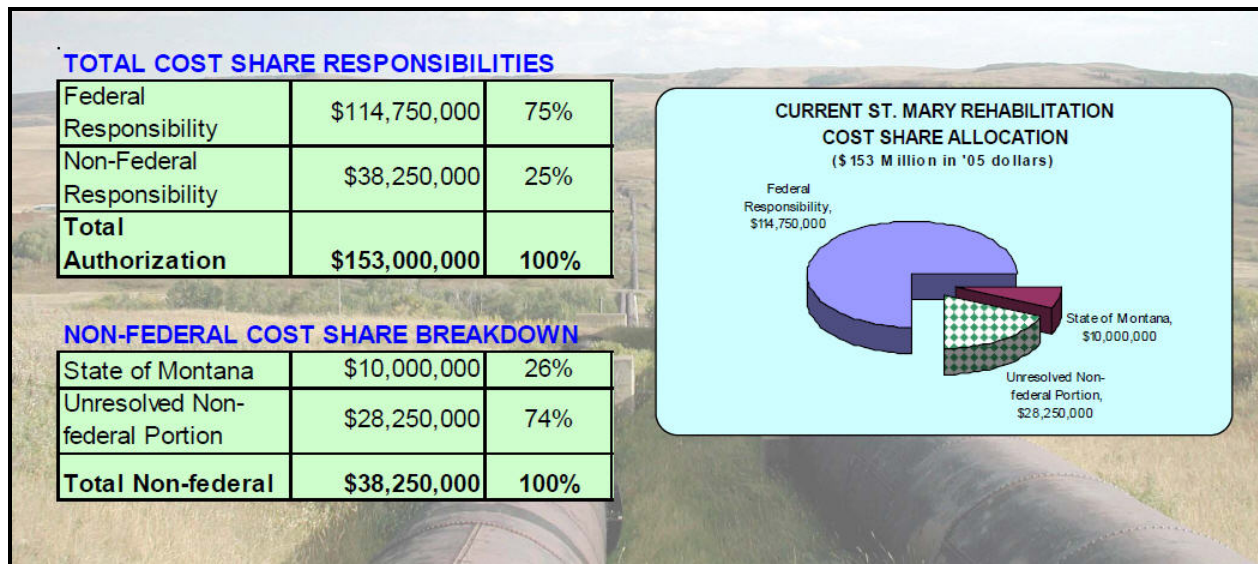 TOTAL COST SHARE RESPONSIBILITIES
Federal
Responsibility
$114,750,000
75%
Non-Federal
Responsibility
$38,250,000
25%
Total
Authorization
$153,000,000
100%
NON-FEDERAL COST SHARE BREAKDOWN
State of Montana
$10,000,000
26%
Unresolved Non-
federal Portion
$28,250,000
74%
Total Non-federal
$38,250,000
100%
CURRENT ST. MARY REHABILITATION
COST SHARE ALLOCATION
($153 Million in '05 dollars)
Federal
Responsibility,
$114,750,000
State of Montana,
$10,000,000
Unresolved Non-
federal Portion,
$28,250,000